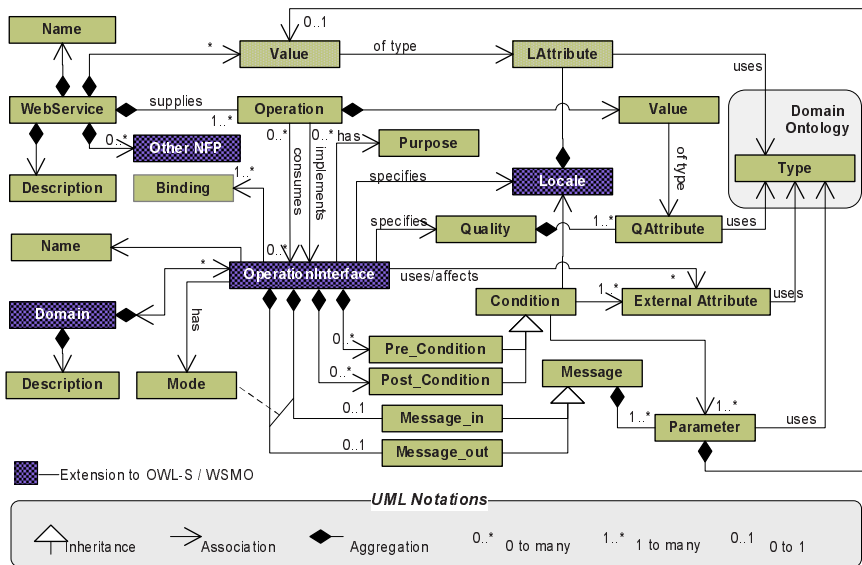 Name
0..1
*
Value
of type
LAttribute
uses
WebService
supplies
Operation
Value
Domain
Ontology
1..*
0..*
Other NFP
0..*
0..*
has
Purpose
implements
consumes
of type
Type
Description
Binding
1..*
specifies
Locale
specifies
Quality
1..*
QAttribute
uses
Name
0..*
*
OperationInterface
uses/affects
*
Domain
has
Condition
1..*
External Attribute
uses
0..*
Pre_Condition
Description
Mode
0..*
Post_Condition
Message
0..1
Message_in
1..*
1..*
Parameter
uses
0..1
Message_out
Extension to OWL-S / WSMO
UML Notations
Inheritance
Association
Aggregation
0..*
0 to many
1..*
1 to many
0..1
0 to 1